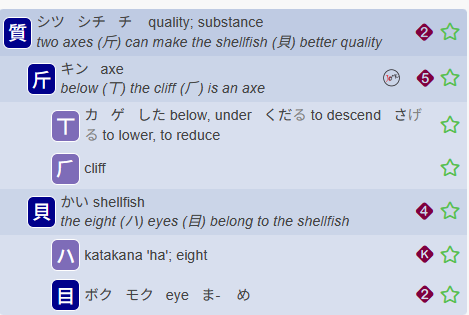 質 シツ シチ チ quality; substance 2
two axes (斤) can make the shellfish (貝) better quality
斤 キン axe 5
below (丅) the cliff (厂) is an axe
丅 カ ゲ した below, under くだる to descend さげ
る to lower, to reduce
厂 cliff
貝 かい shellfish 4
the eight (ハ) eyes (目) belong to the shellfish
ハ katakana 'ha'; eight K
目 ボク モク eye ま- め 2